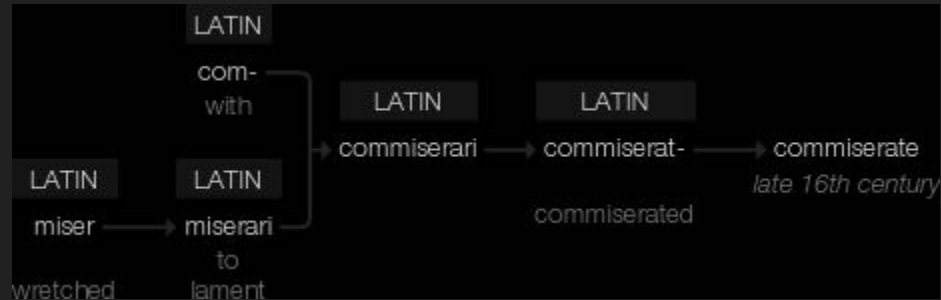 LATIN
com-
with
LATIN LATIN
commiserari commiserat- commiserate
LATIN LATIN late 16th century
commiserated
miser miserari
to
wretched lament